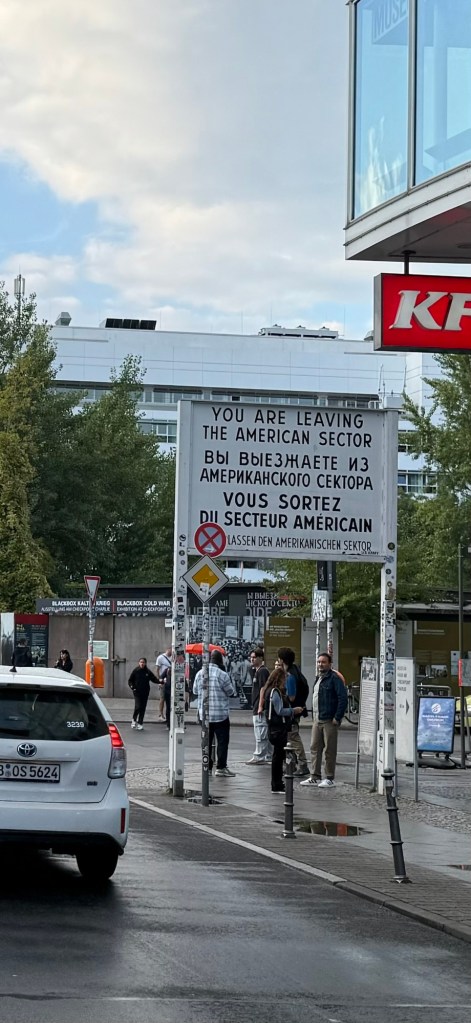 KF
YOU ARE LEAVING
THE AMERICAN SECTOR
ВЫ ВЫЕЗЖАЕТЕ ИЗ
АМЕРИКАНСКОГО СЕКТОРА
VOUS SORTEZ
DU SECTEUR AMÉRICAIN
LASSEN DEN AMERIKANISCHEN SEKTOR
BLACKBOX KALT KRIEG
BLACKBOX COLD WAR
3239
B OS 5624